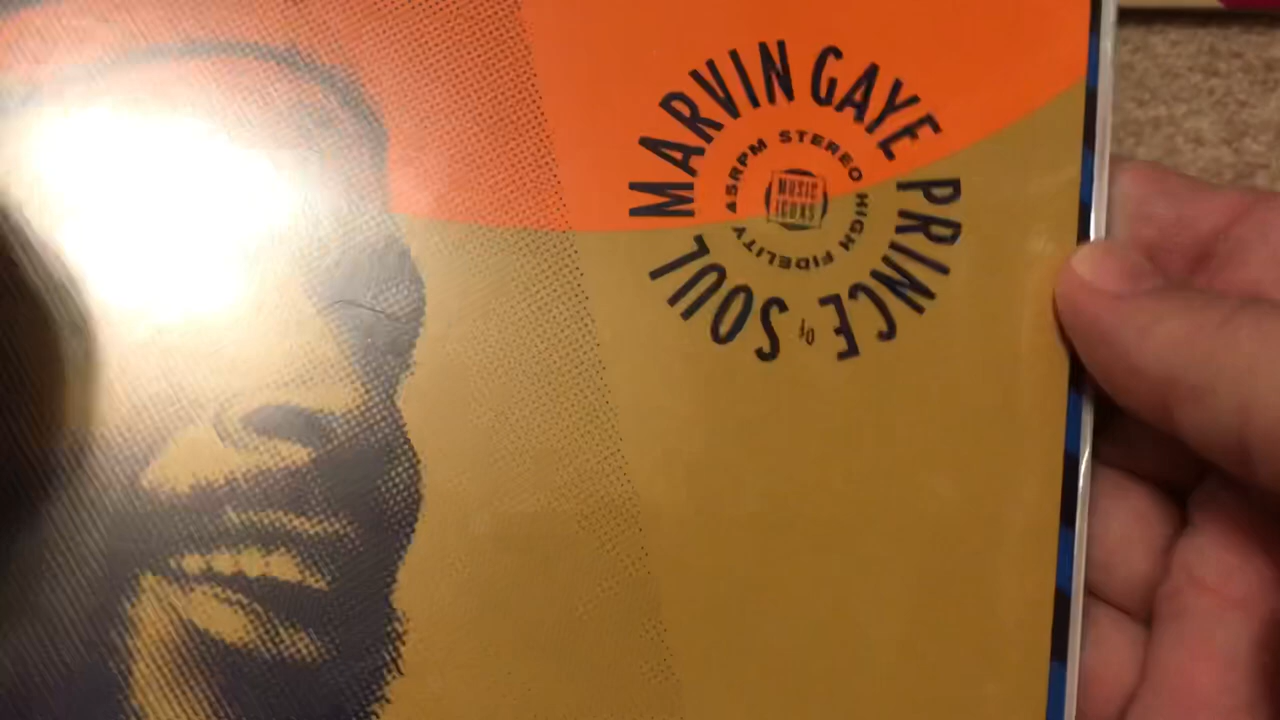 MARVIN GAYE
PRINCE of SOUL
45RPM STEREO
HIGH FIDELITY
MUSIC
ICONS